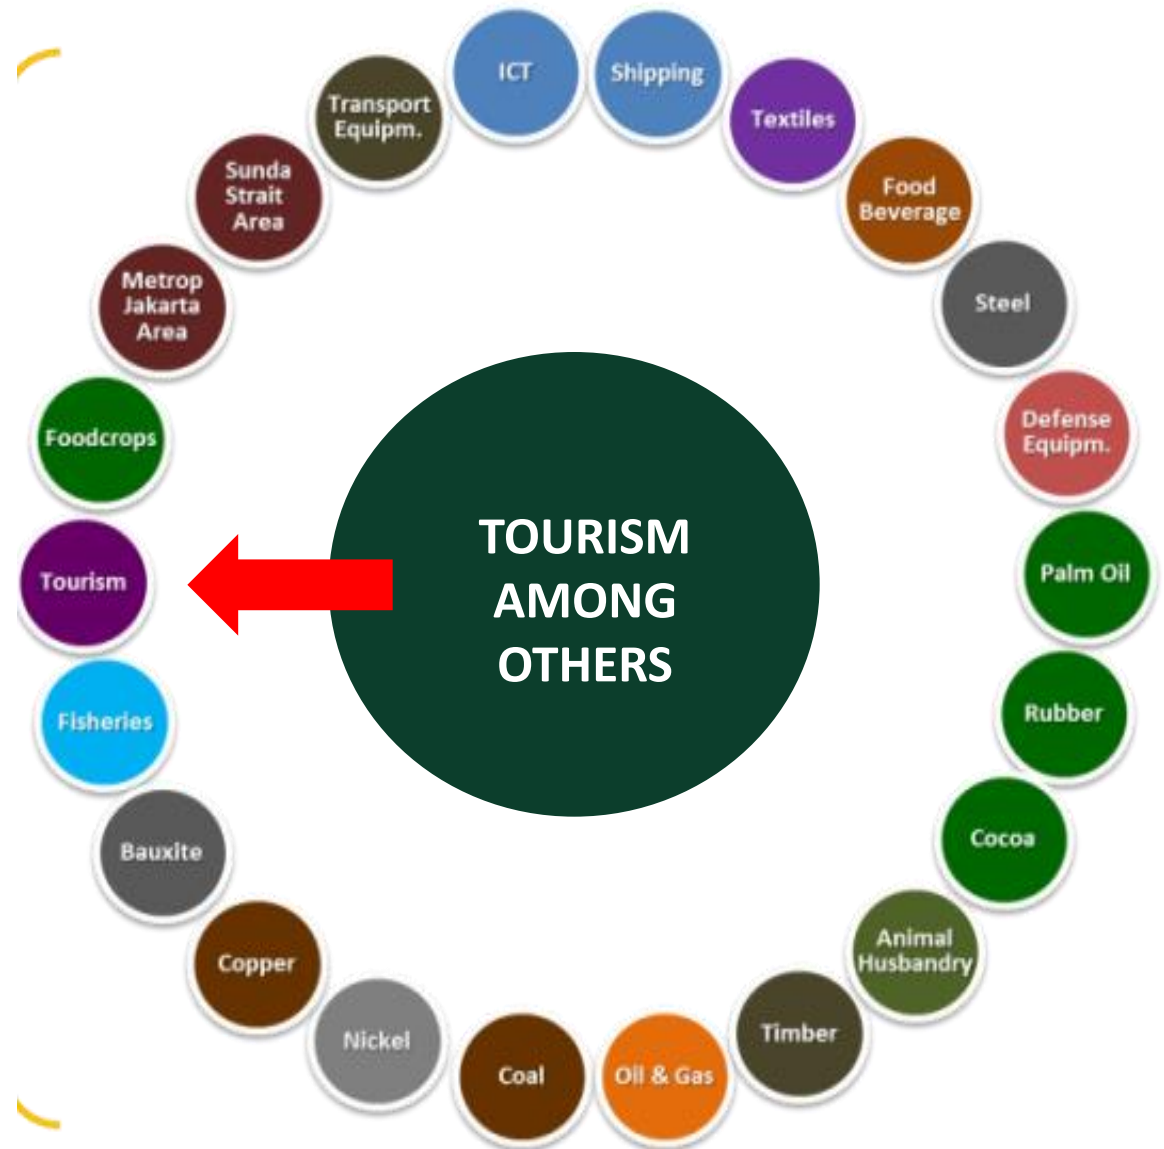 ICT
Shipping
Textiles
Food
Beverage
Steel
Defense
Equipm.
Palm Oil
Rubber
Cocoa
Animal
Husbandry
Timber
Oil & Gas
Coal
Nickel
Copper
Bauxite
Fisheries
Tourism
Foodcrops
Metrop
Jakarta
Area
Sunda
Strait
Area
Transport
Equipm.
TOURISM
AMONG
OTHERS